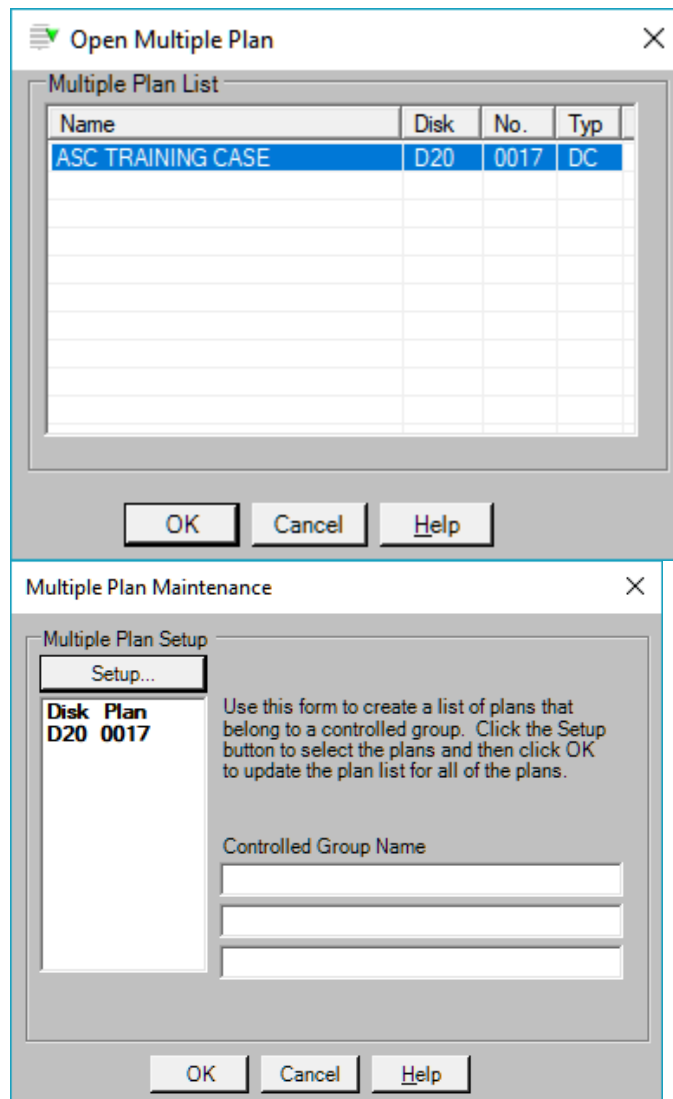 Open Multiple Plan
Multiple Plan List
Name Disk No. Typ
ASC TRAINING CASE D20 0017 DC
OK Cancel Help
Multiple Plan Maintenance
Multiple Plan Setup
Setup...
Disk Plan
D20 0017
Use this form to create a list of plans that
belong to a controlled group. Click the Setup
button to select the plans and then click OK
to update the plan list for all of the plans.
Controlled Group Name
OK Cancel Help